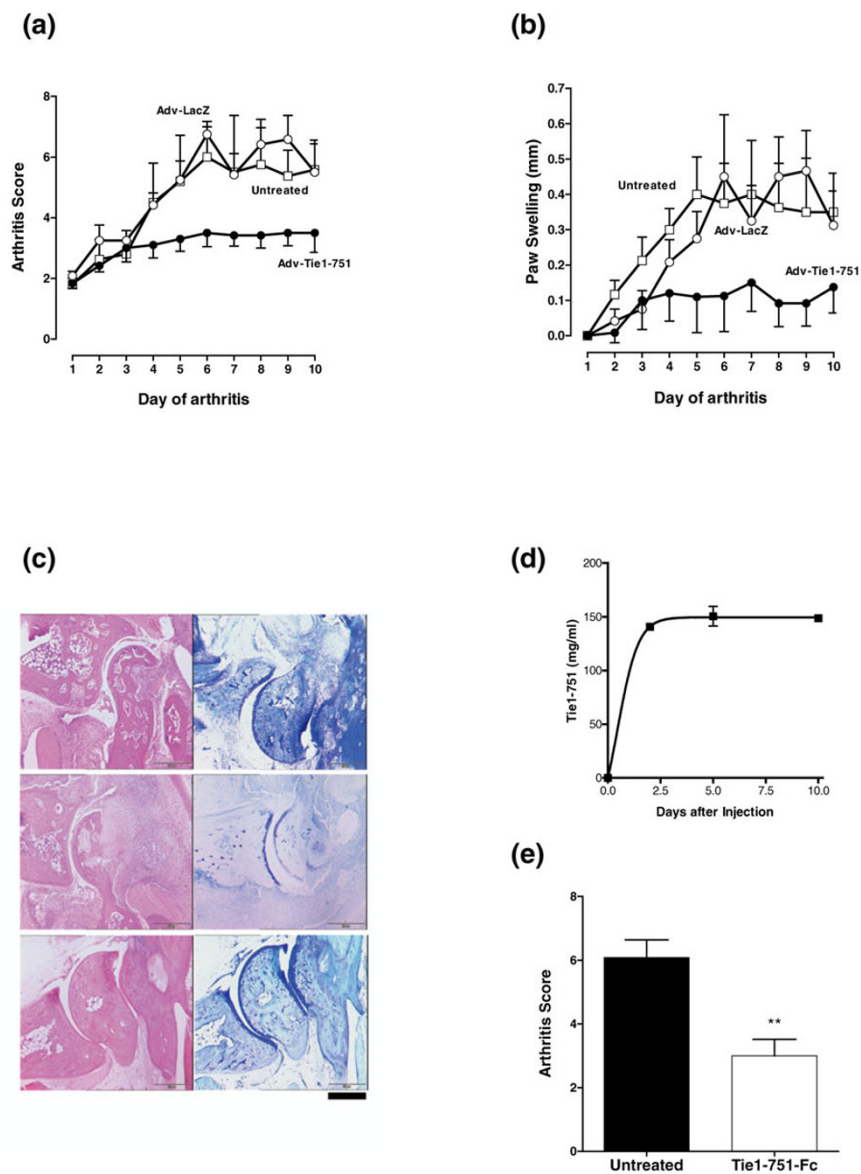 (a)
8
6
4
2
0
Arthritis Score
Adv-LacZ
Untreated
Adv-Tie1-751
1 2 3 4 5 6 7 8 9 10
Day of arthritis
(b)
0.7
0.6
0.5
0.4
0.3
0.2
0.1
0.0
Paw Swelling (mm)
Untreated
Adv-LacZ
Adv-Tie1-751
1 2 3 4 5 6 7 8 9 10
Day of arthritis
(c)
(d)
200
150
100
50
0
Tie1-751 (mg/ml)
0.0 2.5 5.0 7.5 10.0
Days after Injection
(e)
8
6
4
2
0
Arthritis Score
**
Untreated Tie1-751-Fc